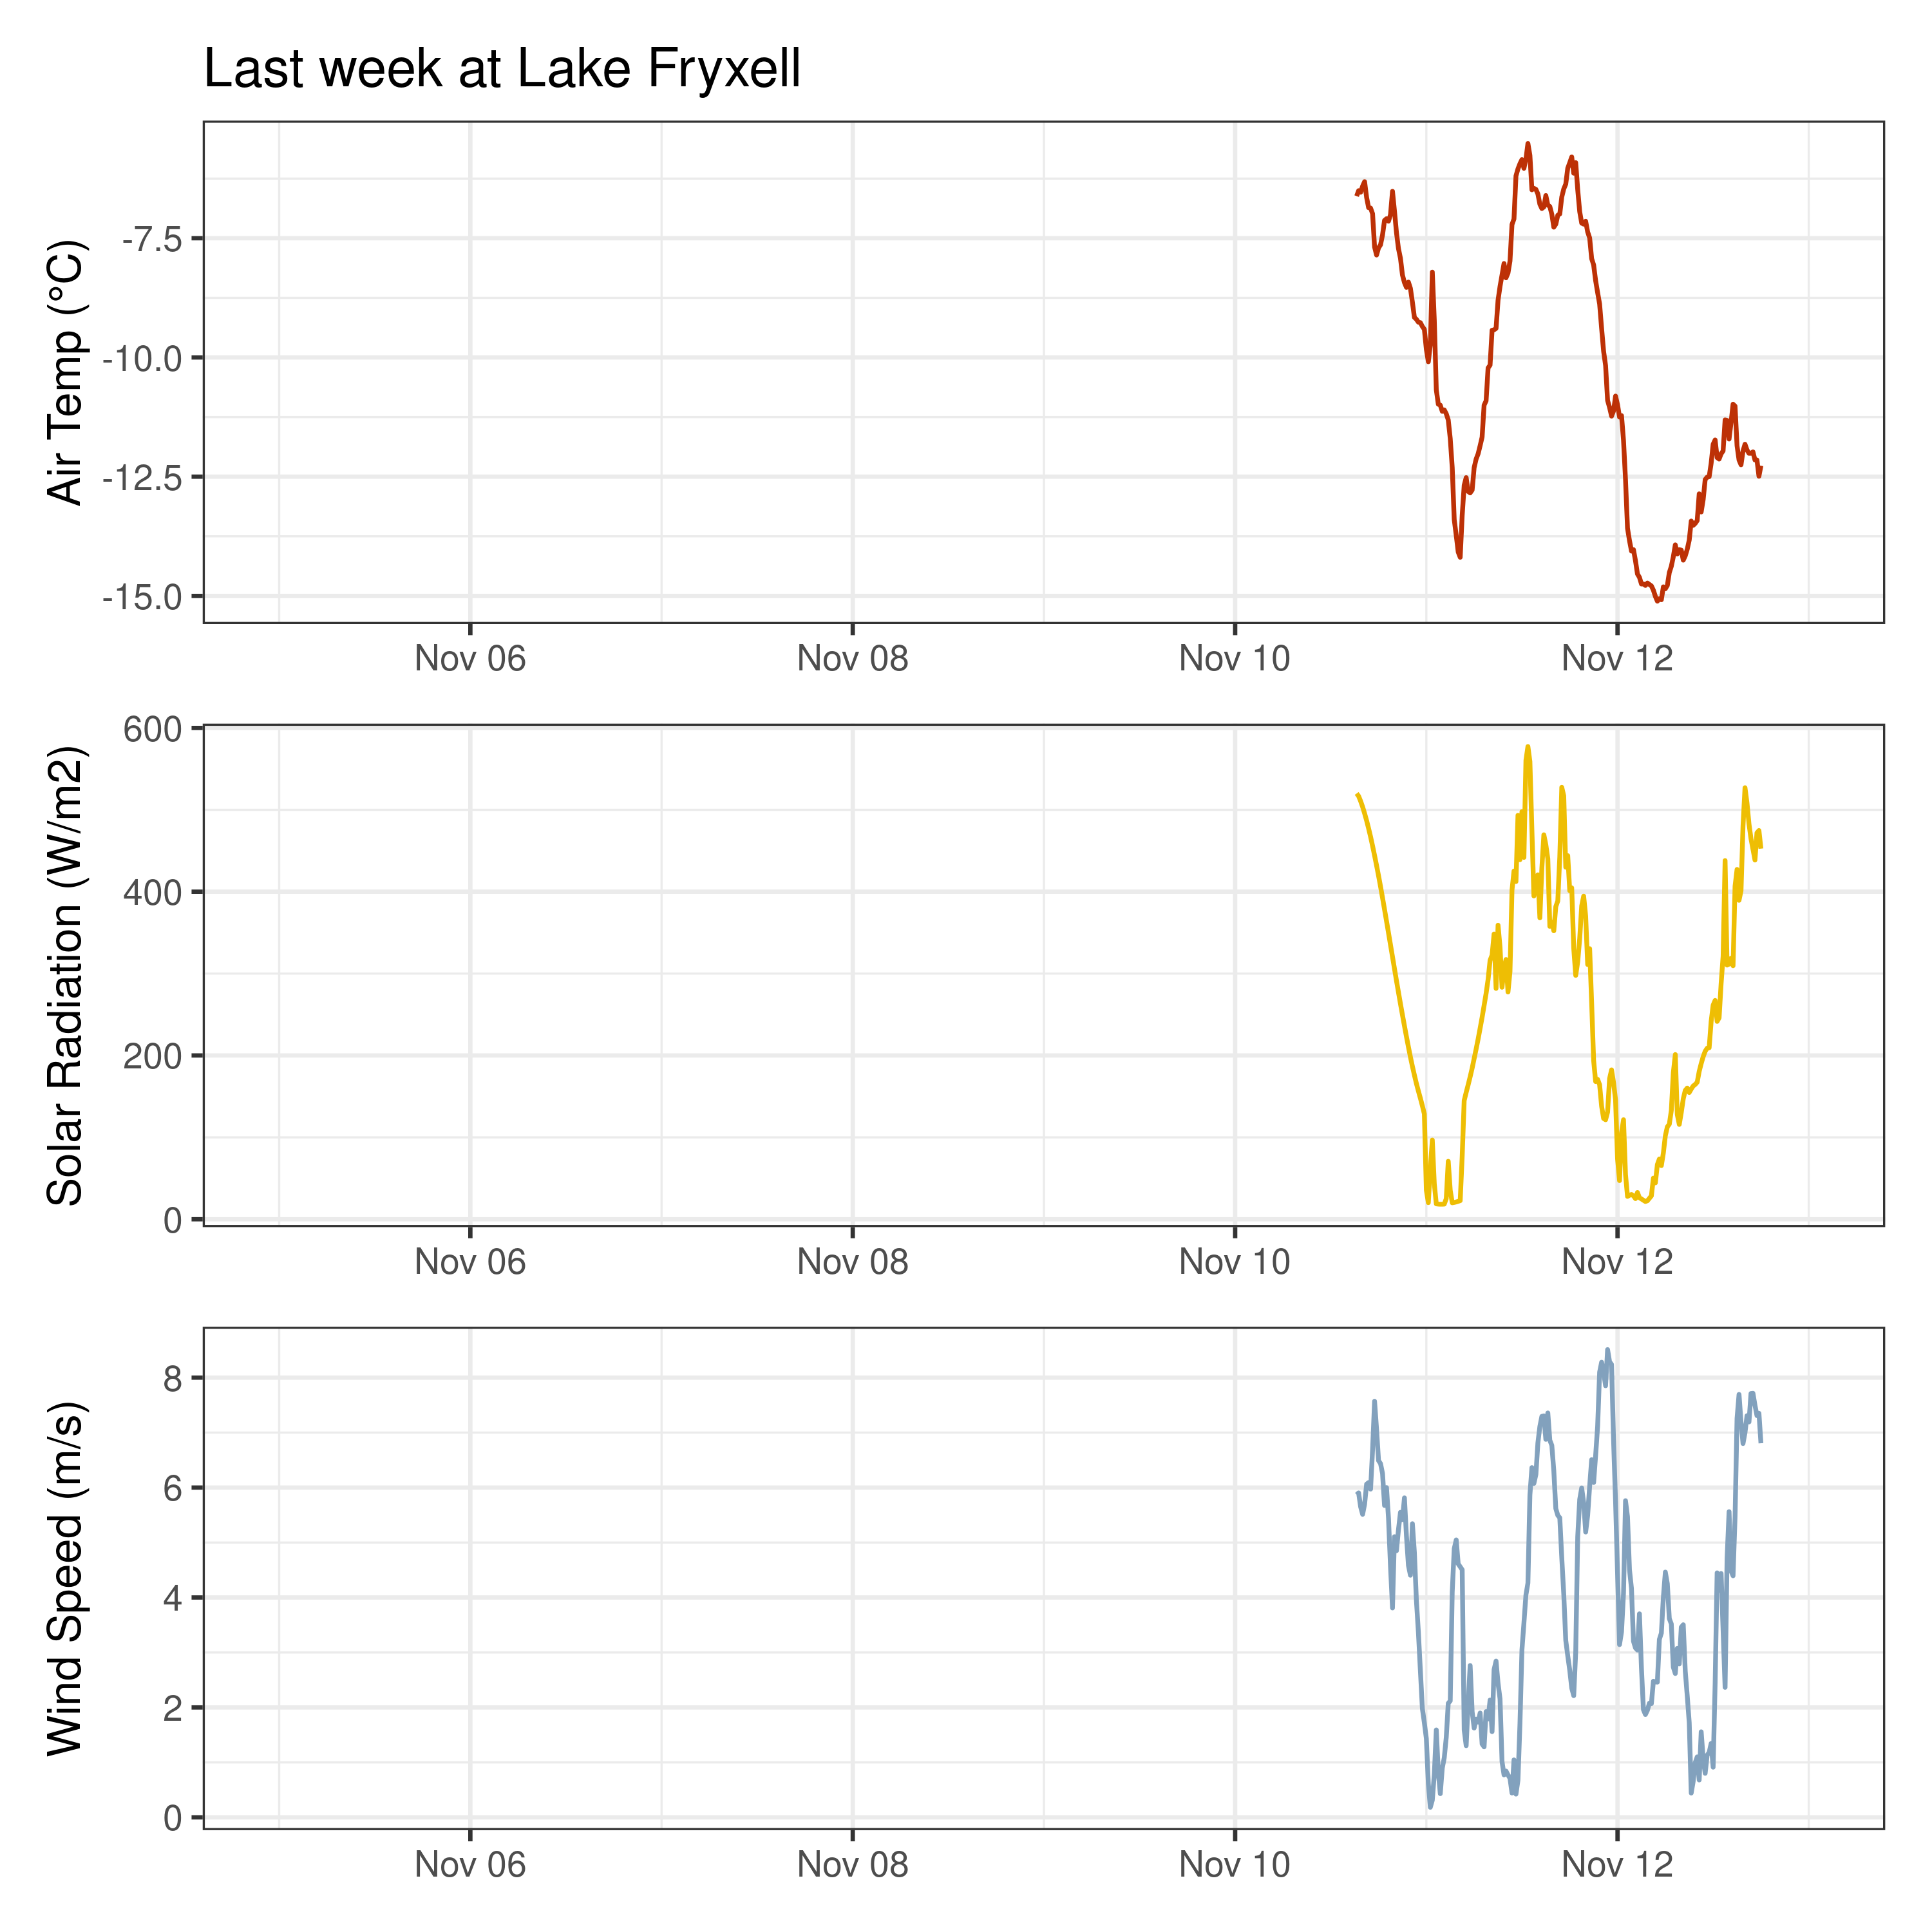 Last week at Lake Fryxell
Air Temp (°C)
-7.5
-10.0
-12.5
-15.0
Nov 06 Nov 08 Nov 10 Nov 12
Solar Radiation (W/m2)
600
400
200
0
Nov 06 Nov 08 Nov 10 Nov 12
Wind Speed (m/s)
8
6
4
2
0
Nov 06 Nov 08 Nov 10 Nov 12